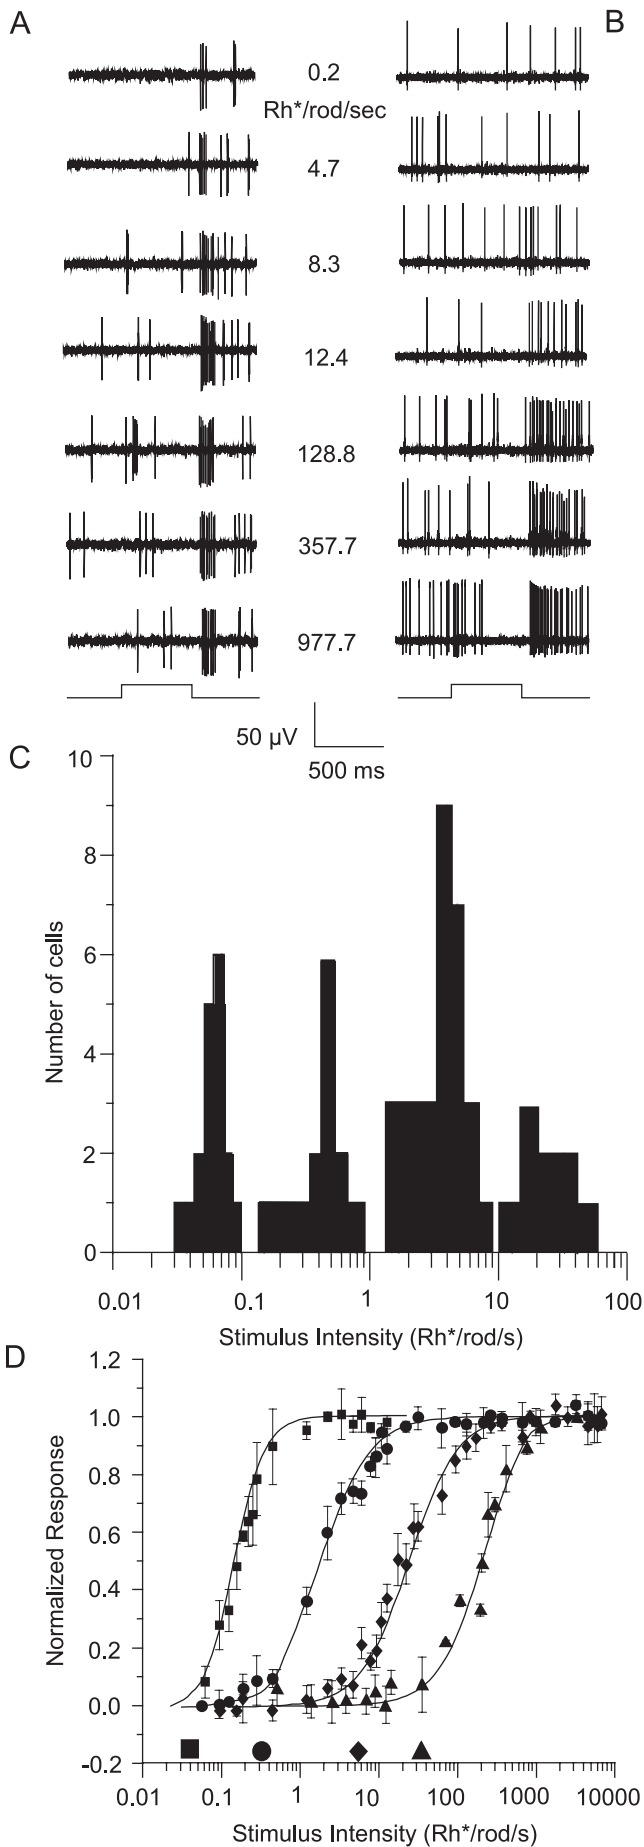 A
B
0.2
Rh*/rod/sec
4.7
8.3
12.4
128.8
357.7
977.7
50 µV
500 ms
C
10
8
6
4
2
0
Number of cells
0.01 0.1 1 10 100
Stimulus Intensity (Rh*/rod/s)
D
1.2
1.0
0.8
0.6
0.4
0.2
0.0
-0.2
Normalized Response
0.01 0.1 1 10 100 1000 10000
Stimulus Intensity (Rh*/rod/s)